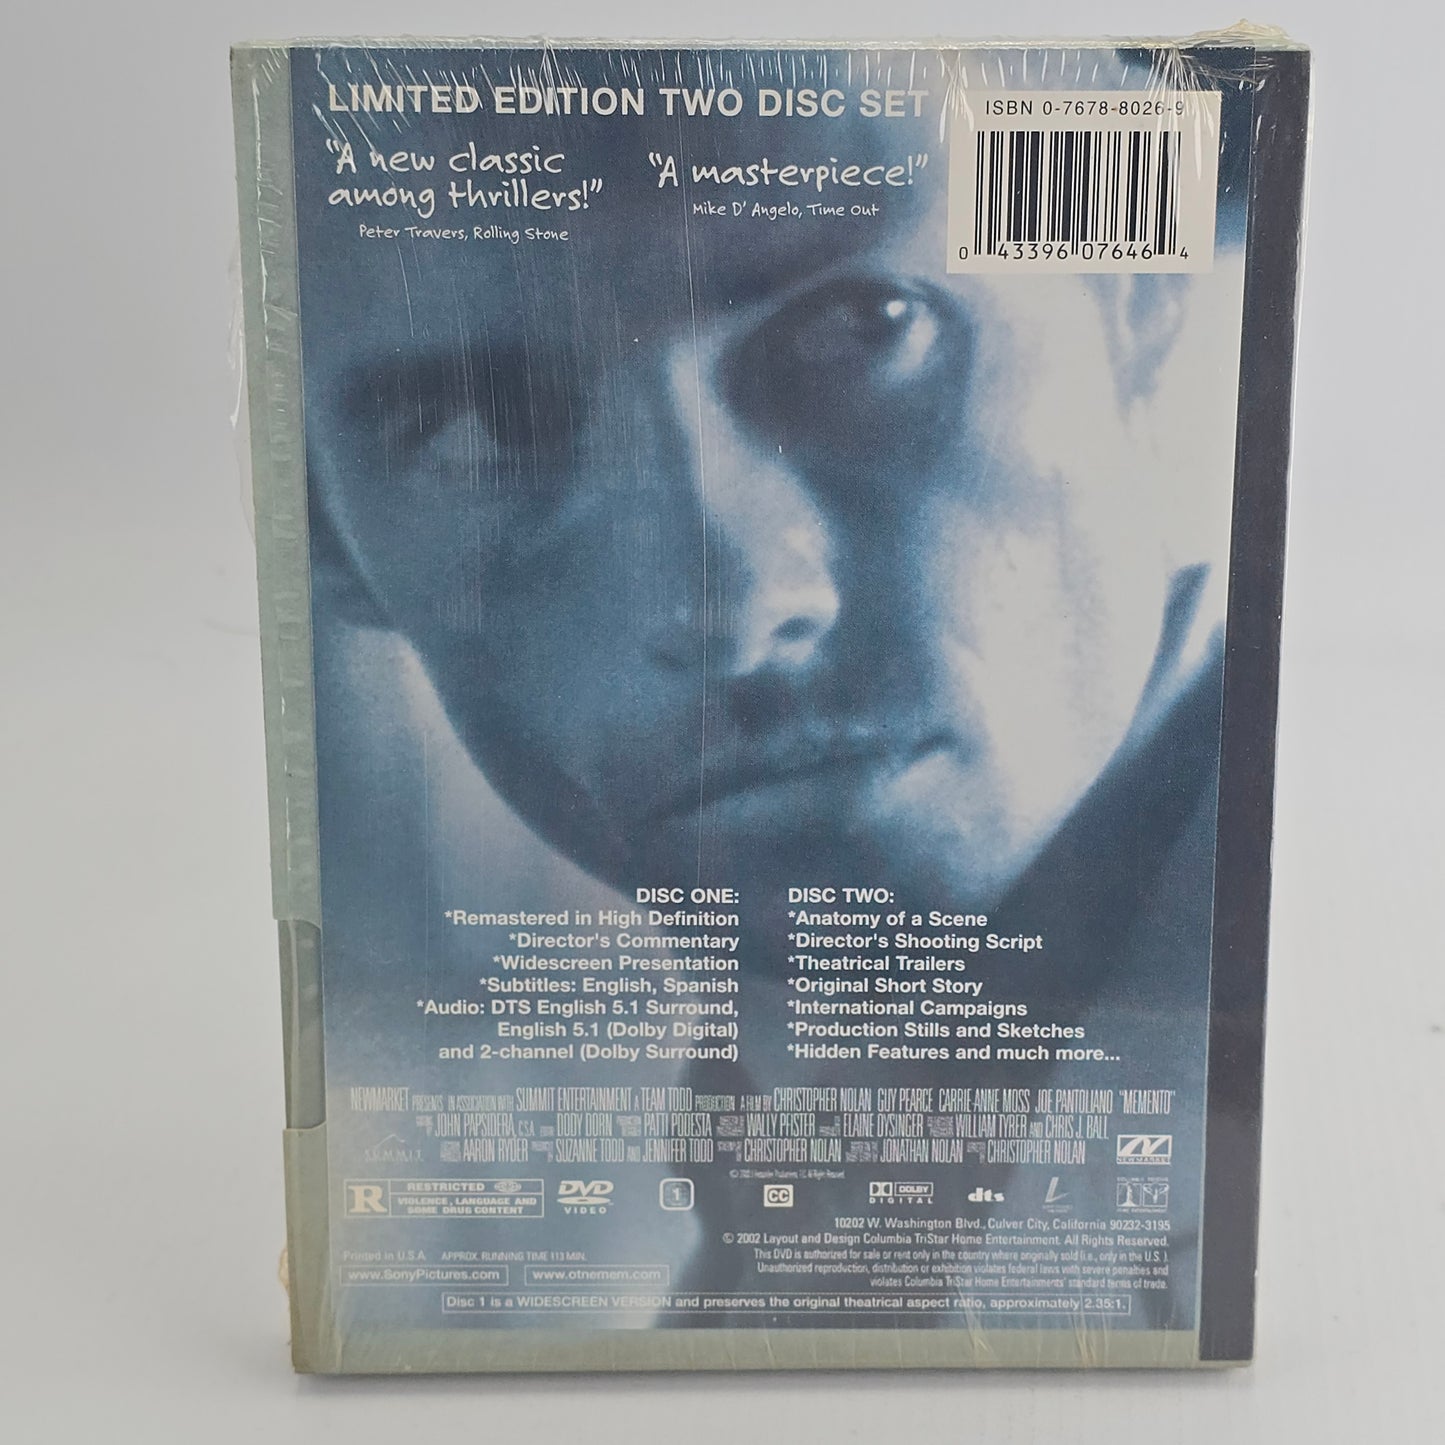 LIMITED EDITION TWO DISC SET
ISBN 0-7678-8026-9
"A new classic
among thrillers!"
Peter Travers, Rolling Stone
"A masterpiece!"
Mike D' Angelo, Time Out
0 43396 07646 4
DISC ONE:
*Remastered in High Definition
*Director's Commentary
*Widescreen Presentation
*Subtitles: English, Spanish
*Audio: DTS English 5.1 Surround,
English 5.1 (Dolby Digital)
and 2-channel (Dolby Surround)
DISC TWO:
*Anatomy of a Scene
*Director's Shooting Script
*Theatrical Trailers
*Original Short Story
*International Campaigns
*Production Stills and Sketches
*Hidden Features and much more...
NEWMARKET PRESENTS IN ASSOCIATION WITH SUMMIT ENTERTAINMENT A TEAM TODD PRODUCTION A FILM BY CHRISTOPHER NOLAN GUY PEARCE CARRIE-ANNE MOSS JOE PANTOLIANO "MEMENTO"
JOHN PAPSIDERA, C.S.A. DODY DORN PATTI PODESTA WALLY PFISTER ELAINE DYSINGER WILLIAM TYRER AND CHRIS J. BALL
AARON RYDER SUZANNE TODD AND JENNIFER TODD CHRISTOPHER NOLAN JONATHAN NOLAN CHRISTOPHER NOLAN
SUMMIT
NEWMARKET
R RESTRICTED
VIOLENCE, LANGUAGE AND
SOME DRUG CONTENT
DVD
VIDEO
1
CC
DOLBY
DIGITAL
dts
10202 W. Washington Blvd., Culver City, California 90232-3195
© 2002 Layout and Design Columbia TriStar Home Entertainment. All Rights Reserved.
This DVD is authorized for sale or rent only in the country where originally sold (i.e., only in the U.S.).
Unauthorized reproduction, distribution or exhibition violates federal laws with severe penalties and
violates Columbia TriStar Home Entertainments' standard terms of trade.
Printed in U.S.A. APPROX. RUNNING TIME 113 MIN.
www.SonyPictures.com www.otnemem.com
Disc 1 is a WIDESCREEN VERSION and preserves the original theatrical aspect ratio, approximately 2.35:1.